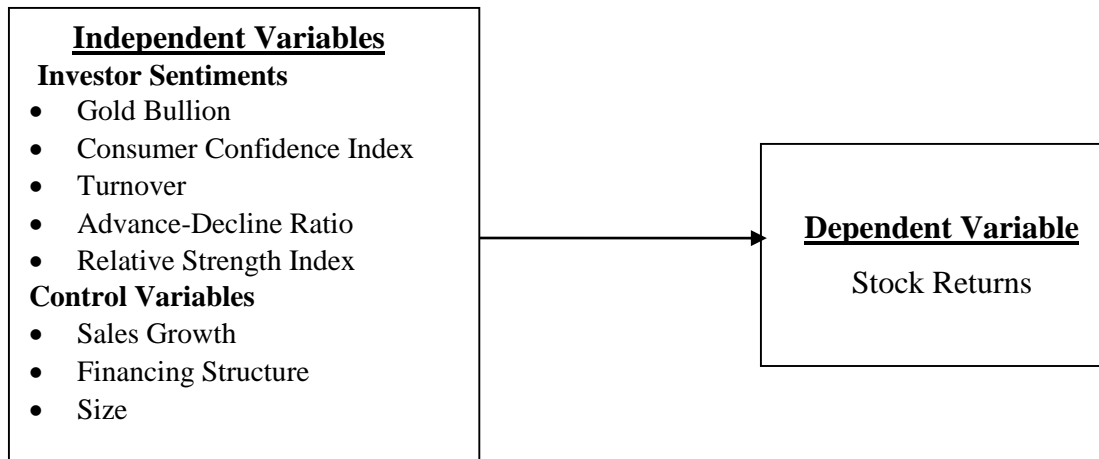 Independent Variables
Investor Sentiments
• Gold Bullion
• Consumer Confidence Index
• Turnover
• Advance-Decline Ratio
• Relative Strength Index
Control Variables
• Sales Growth
• Financing Structure
• Size
Dependent Variable
Stock Returns